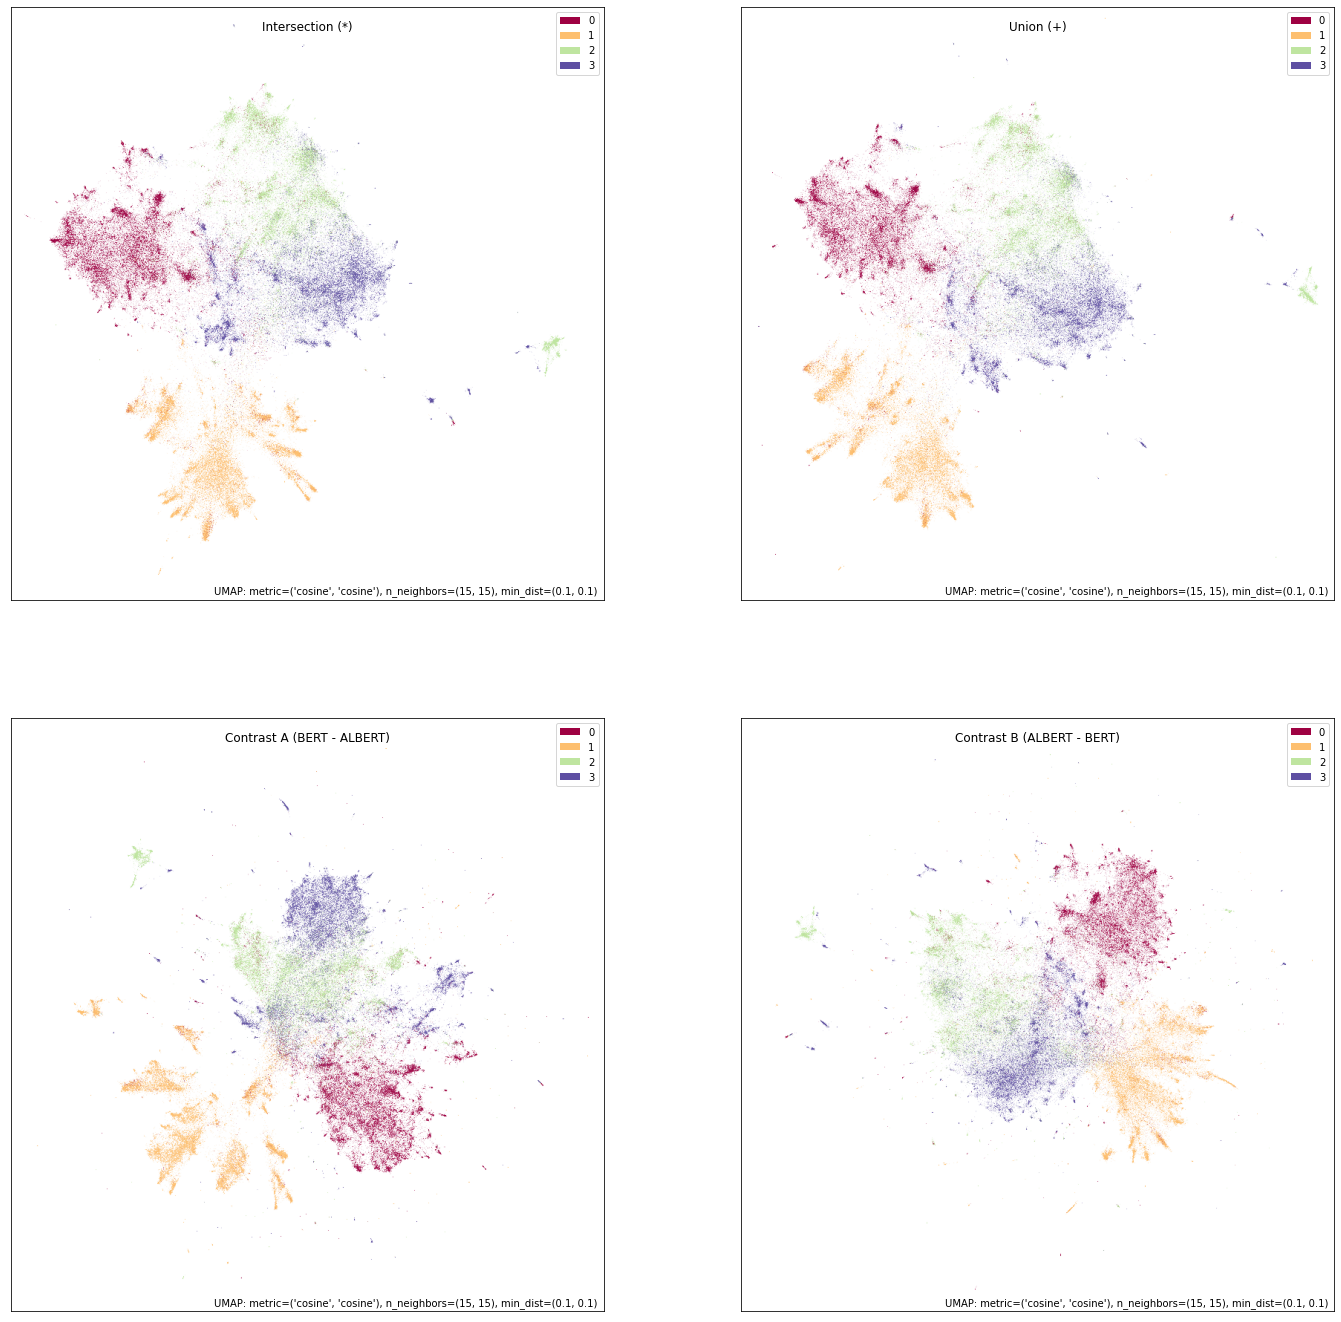 Intersection (*)
0
1
2
3
UMAP: metric=('cosine', 'cosine'), n_neighbors=(15, 15), min_dist=(0.1, 0.1)
Union (+)
0
1
2
3
UMAP: metric=('cosine', 'cosine'), n_neighbors=(15, 15), min_dist=(0.1, 0.1)
Contrast A (BERT - ALBERT)
0
1
2
3
UMAP: metric=('cosine', 'cosine'), n_neighbors=(15, 15), min_dist=(0.1, 0.1)
Contrast B (ALBERT - BERT)
0
1
2
3
UMAP: metric=('cosine', 'cosine'), n_neighbors=(15, 15), min_dist=(0.1, 0.1)